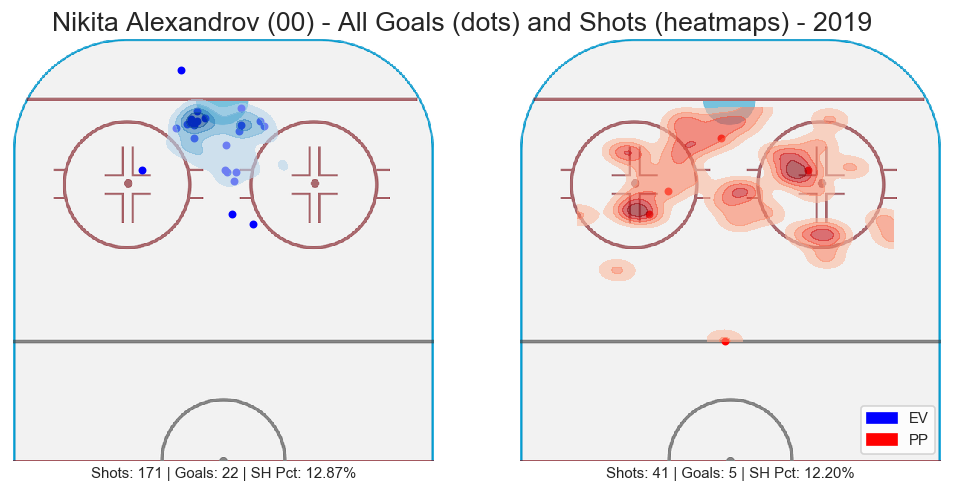 Nikita Alexandrov (00) - All Goals (dots) and Shots (heatmaps) - 2019
EV
PP
Shots: 171 | Goals: 22 | SH Pct: 12.87%
Shots: 41 | Goals: 5 | SH Pct: 12.20%